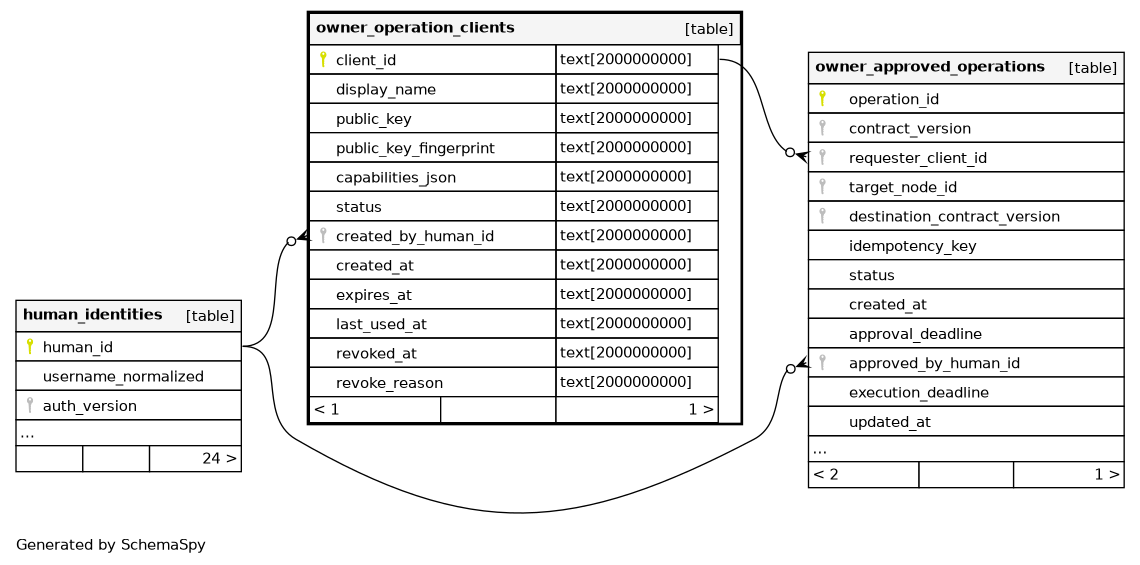 owner_operation_clients [table]
client_id text[2000000000]
display_name text[2000000000]
public_key text[2000000000]
public_key_fingerprint text[2000000000]
capabilities_json text[2000000000]
status text[2000000000]
created_by_human_id text[2000000000]
created_at text[2000000000]
expires_at text[2000000000]
last_used_at text[2000000000]
revoked_at text[2000000000]
revoke_reason text[2000000000]
< 1 1 >
owner_approved_operations [table]
operation_id
contract_version
requester_client_id
target_node_id
destination_contract_version
idempotency_key
status
created_at
approval_deadline
approved_by_human_id
execution_deadline
updated_at
...
< 2 1 >
human_identities [table]
human_id
username_normalized
auth_version
...
24 >
Generated by SchemaSpy